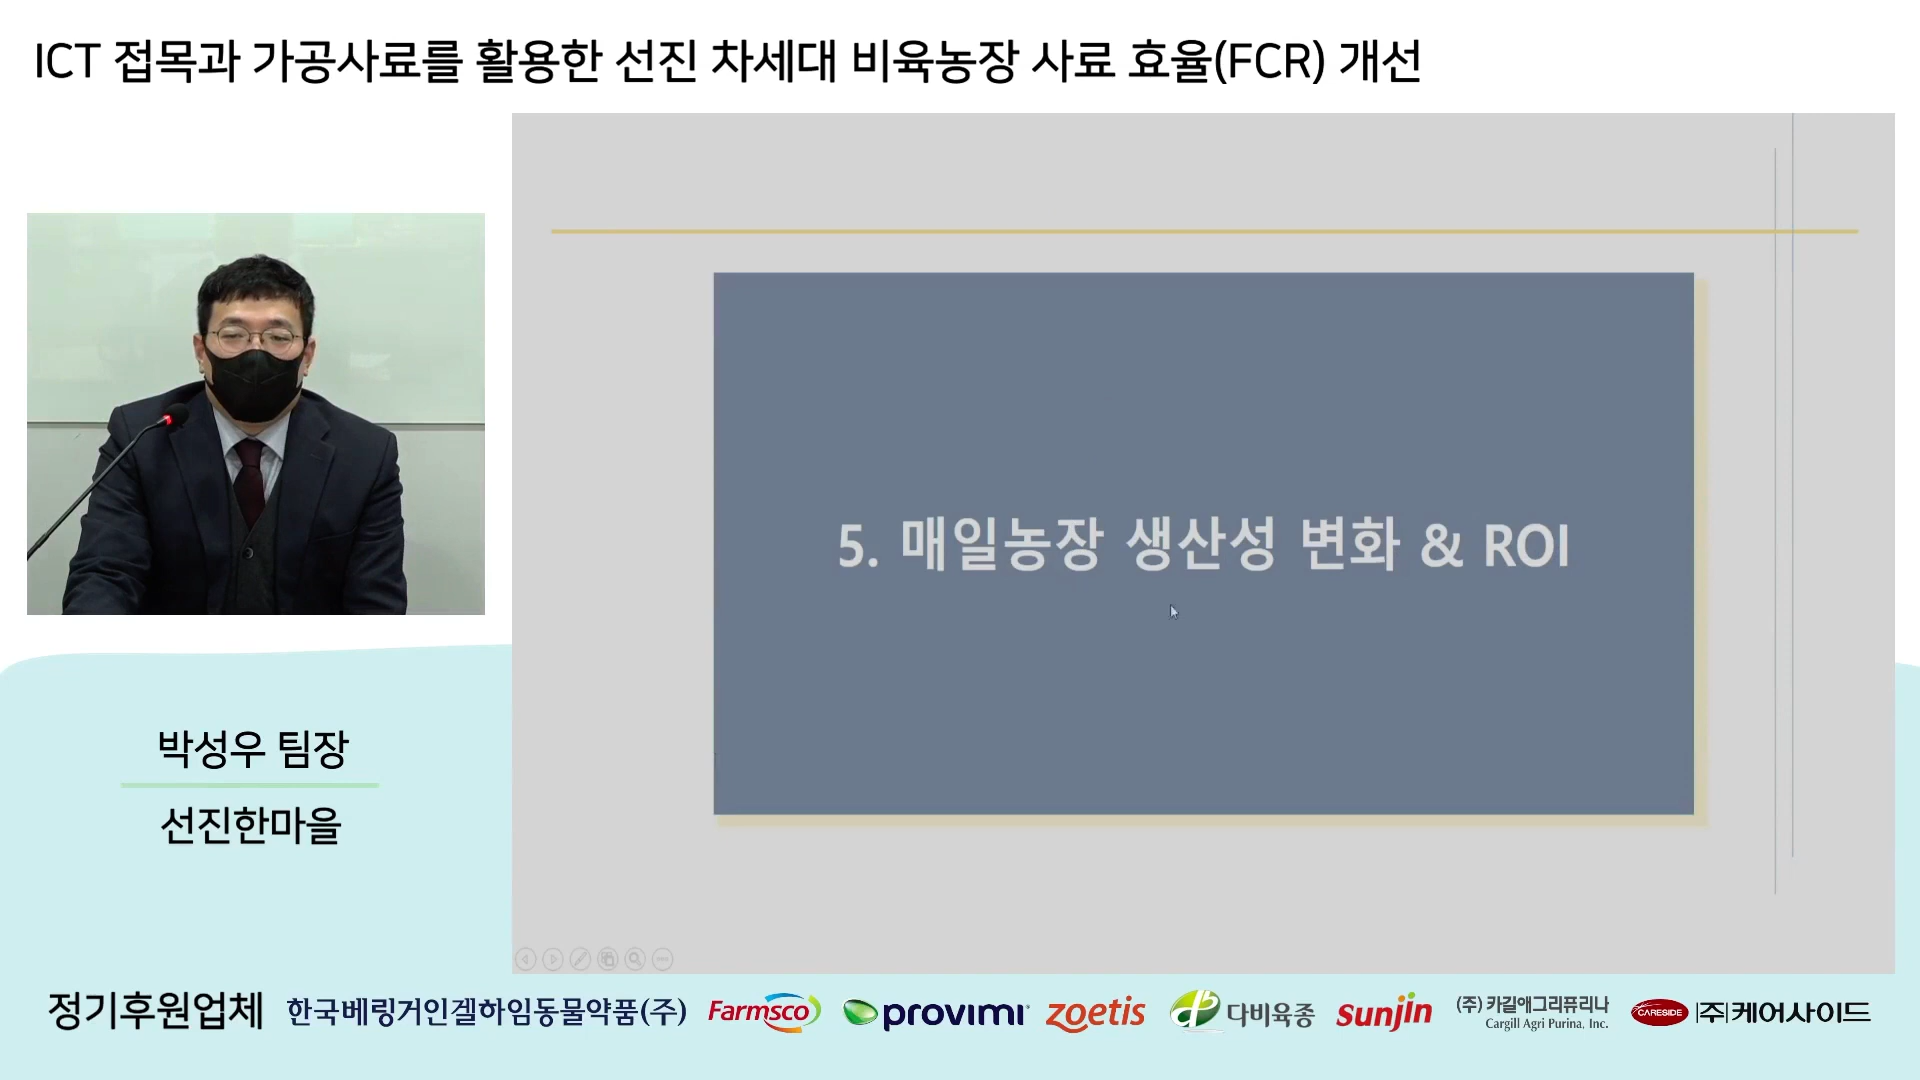 ICT 접목과 가공사료를 활용한 선진 차세대 비육농장 사료 효율(FCR) 개선
5. 매일농장 생산성 변화 & ROI
박성우 팀장
선진한마을
정기후원업체 한국베링거인겔하임동물약품(주) Farmsco provimi zoetis 다비육종 sunjin (주) 카길애그리퓨리나 Cargill Agri Purina, Inc. CARESIDE (주)케어사이드